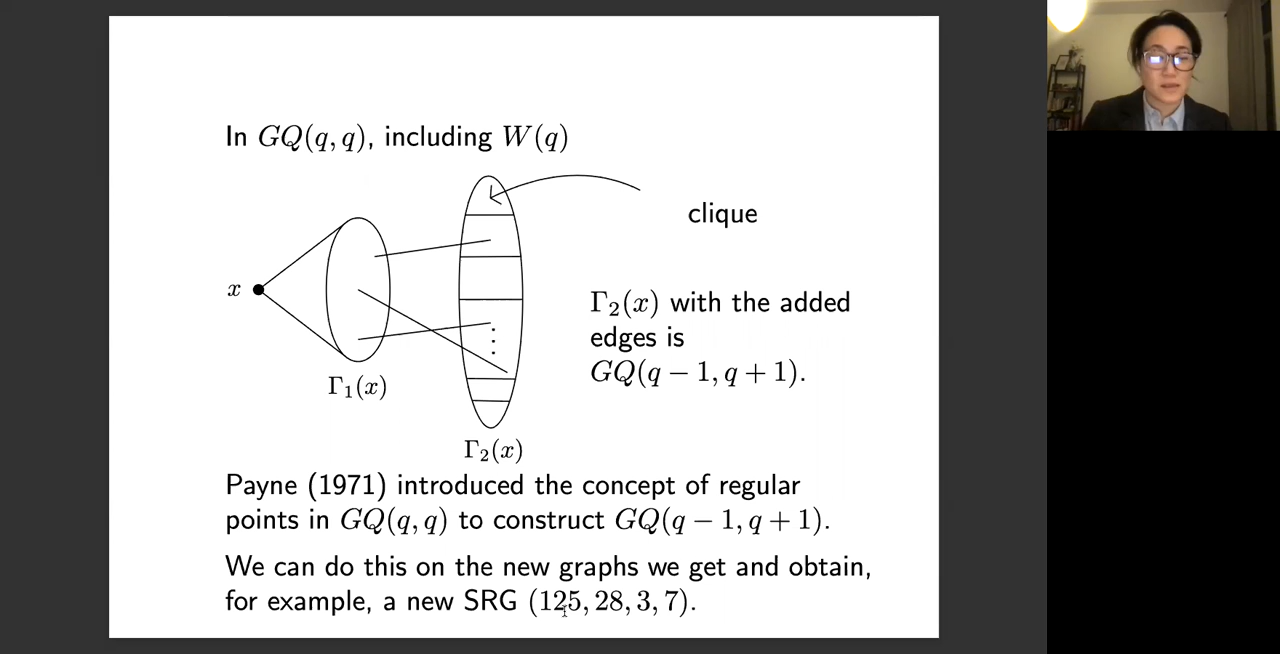 In GQ(q, q), including W(q)
clique
x
Γ₂(x) with the added
edges is
GQ(q − 1, q + 1).
Γ₁(x)
Γ₂(x)
Payne (1971) introduced the concept of regular
points in GQ(q, q) to construct GQ(q − 1, q + 1).
We can do this on the new graphs we get and obtain,
for example, a new SRG (125, 28, 3, 7).